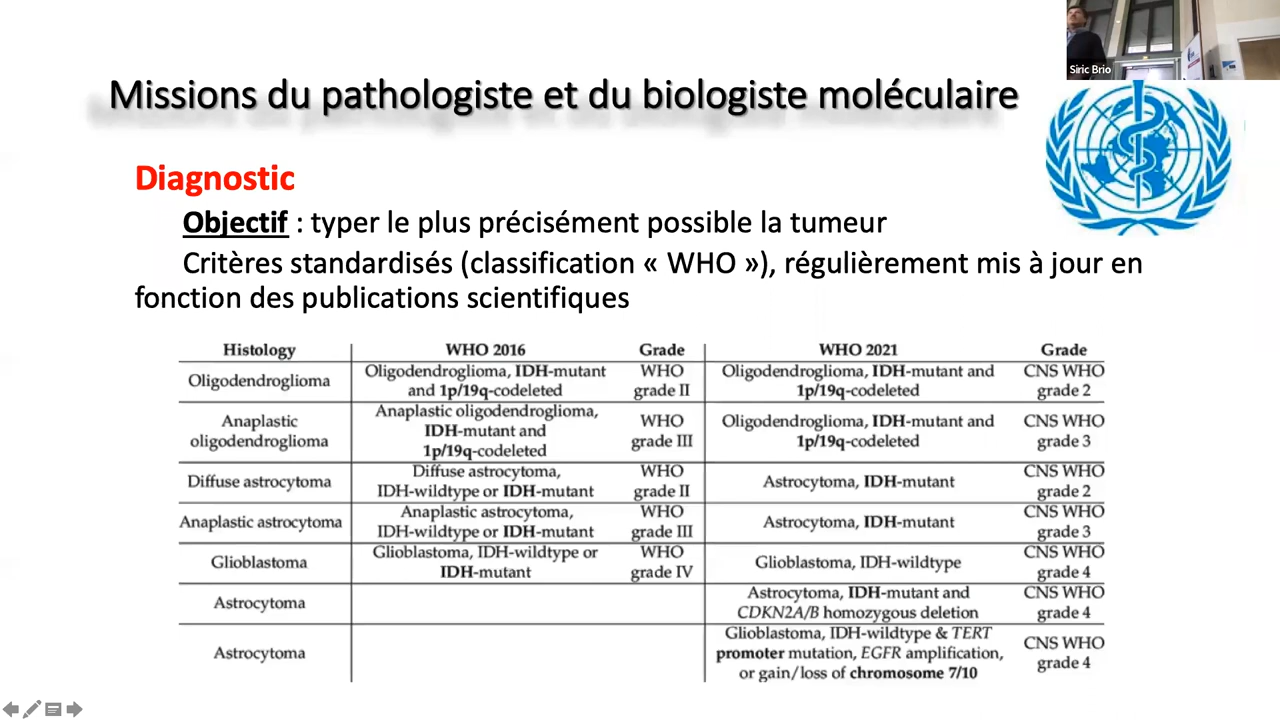 Siric Brio
Missions du pathologiste et du biologiste moléculaire
Diagnostic
Objectif : typer le plus précisément possible la tumeur
Critères standardisés (classification « WHO »), régulièrement mis à jour en
fonction des publications scientifiques
Histology WHO 2016 Grade WHO 2021 Grade
Oligodendroglioma
Oligodendroglioma, IDH-mutant
and 1p/19q-codeleted
WHO
grade II
Oligodendroglioma, IDH-mutant and
1p/19q-codeleted
CNS WHO
grade 2
Anaplastic
oligodendroglioma
Anaplastic oligodendroglioma,
IDH-mutant and
1p/19q-codeleted
WHO
grade III
Oligodendroglioma, IDH-mutant and
1p/19q-codeleted
CNS WHO
grade 3
Diffuse astrocytoma
Diffuse astrocytoma,
IDH-wildtype or IDH-mutant
WHO
grade II
Astrocytoma, IDH-mutant
CNS WHO
grade 2
Anaplastic astrocytoma
Anaplastic astrocytoma,
IDH-wildtype or IDH-mutant
WHO
grade III
Astrocytoma, IDH-mutant
CNS WHO
grade 3
Glioblastoma
Glioblastoma, IDH-wildtype or
IDH-mutant
WHO
grade IV
Glioblastoma, IDH-wildtype
CNS WHO
grade 4
Astrocytoma
Astrocytoma, IDH-mutant and
CDKN2A/B homozygous deletion
CNS WHO
grade 4
Astrocytoma
Glioblastoma, IDH-wildtype & TERT
promoter mutation, EGFR amplification,
or gain/loss of chromosome 7/10
CNS WHO
grade 4